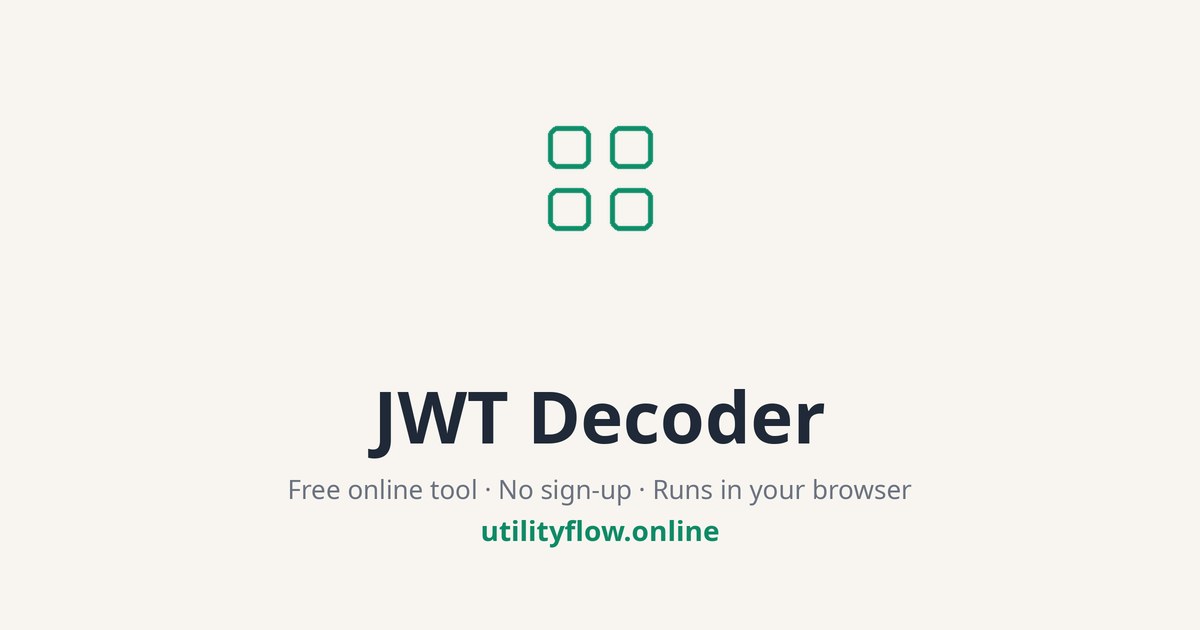 JWT Decoder
Free online tool · No sign-up · Runs in your browser
utilityflow.online